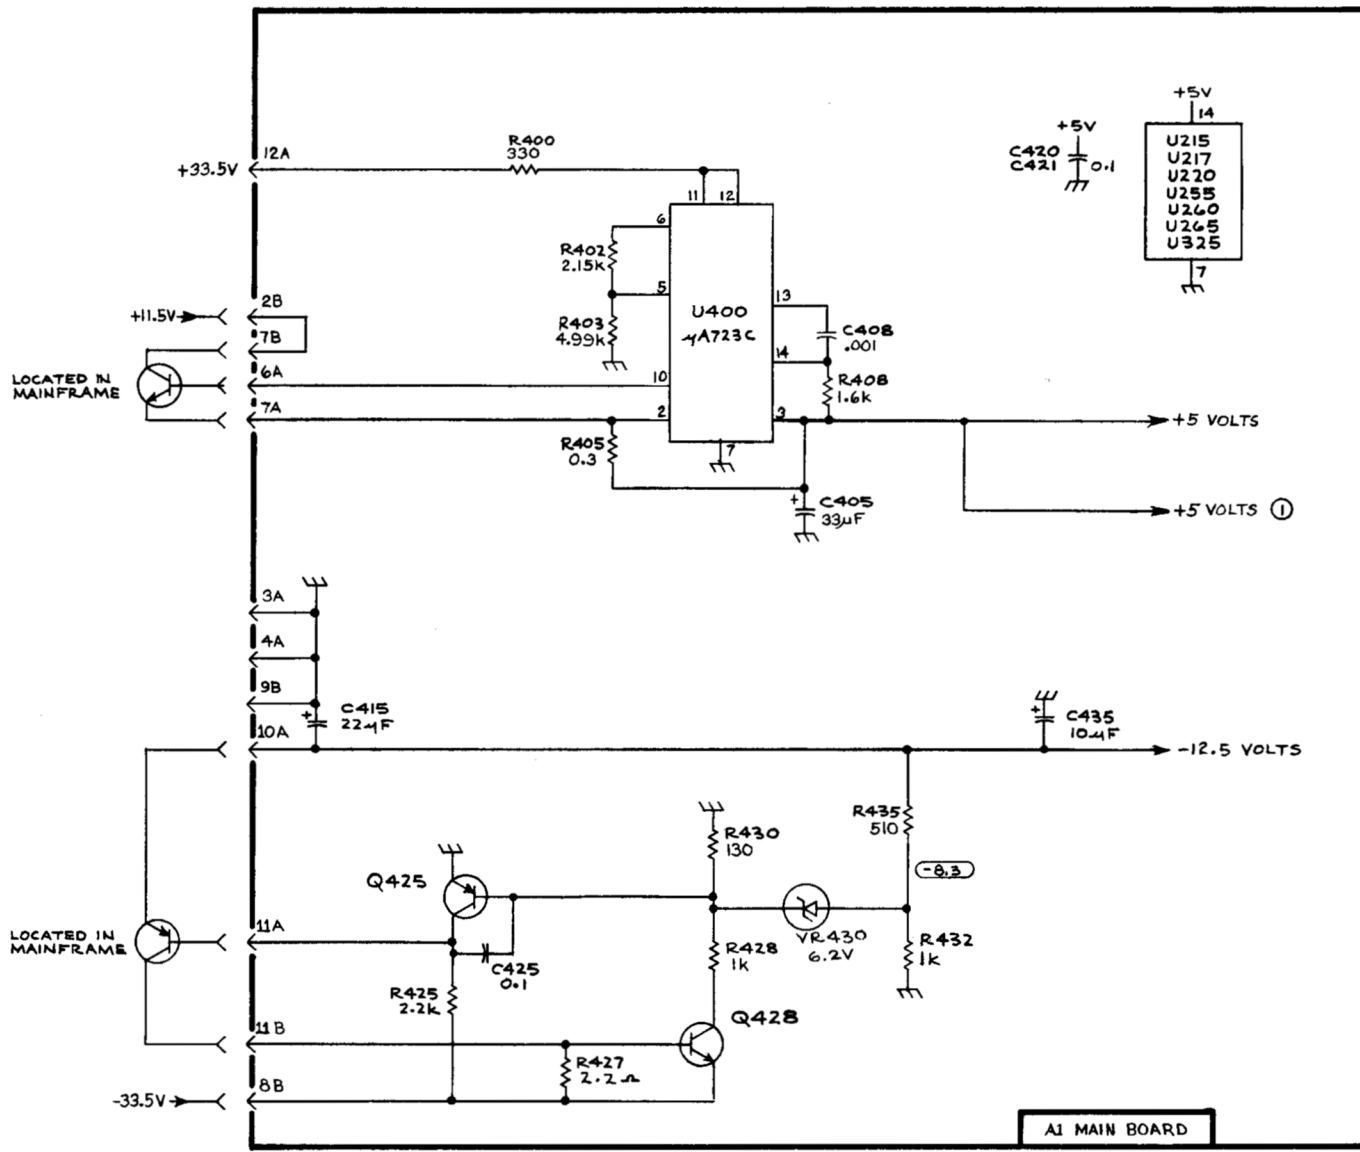 +5V
14
U215
U217
U220
U255
U260
U265
U325
7
+5V
C420
C421
0.1
+33.5V
12A
R400
330
11
12
6
R402
2.15k
5
R403
4.99k
U400
µA723C
13
C408
.001
14
R408
1.6k
+11.5V
2B
7B
LOCATED IN
MAINFRAME
6A
10
7A
2
3
7
R405
0.3
+5 VOLTS
+
C405
33µF
+5 VOLTS ①
3A
4A
9B
+
C415
22µF
10A
+
C435
10µF
-12.5 VOLTS
R435
510
R430
130
-8.3
Q425
VR430
6.2V
R432
1k
LOCATED IN
MAINFRAME
11A
C425
0.1
R428
1k
R425
2.2k
Q428
11B
R427
2.2Ω
-33.5V
8B
A1 MAIN BOARD